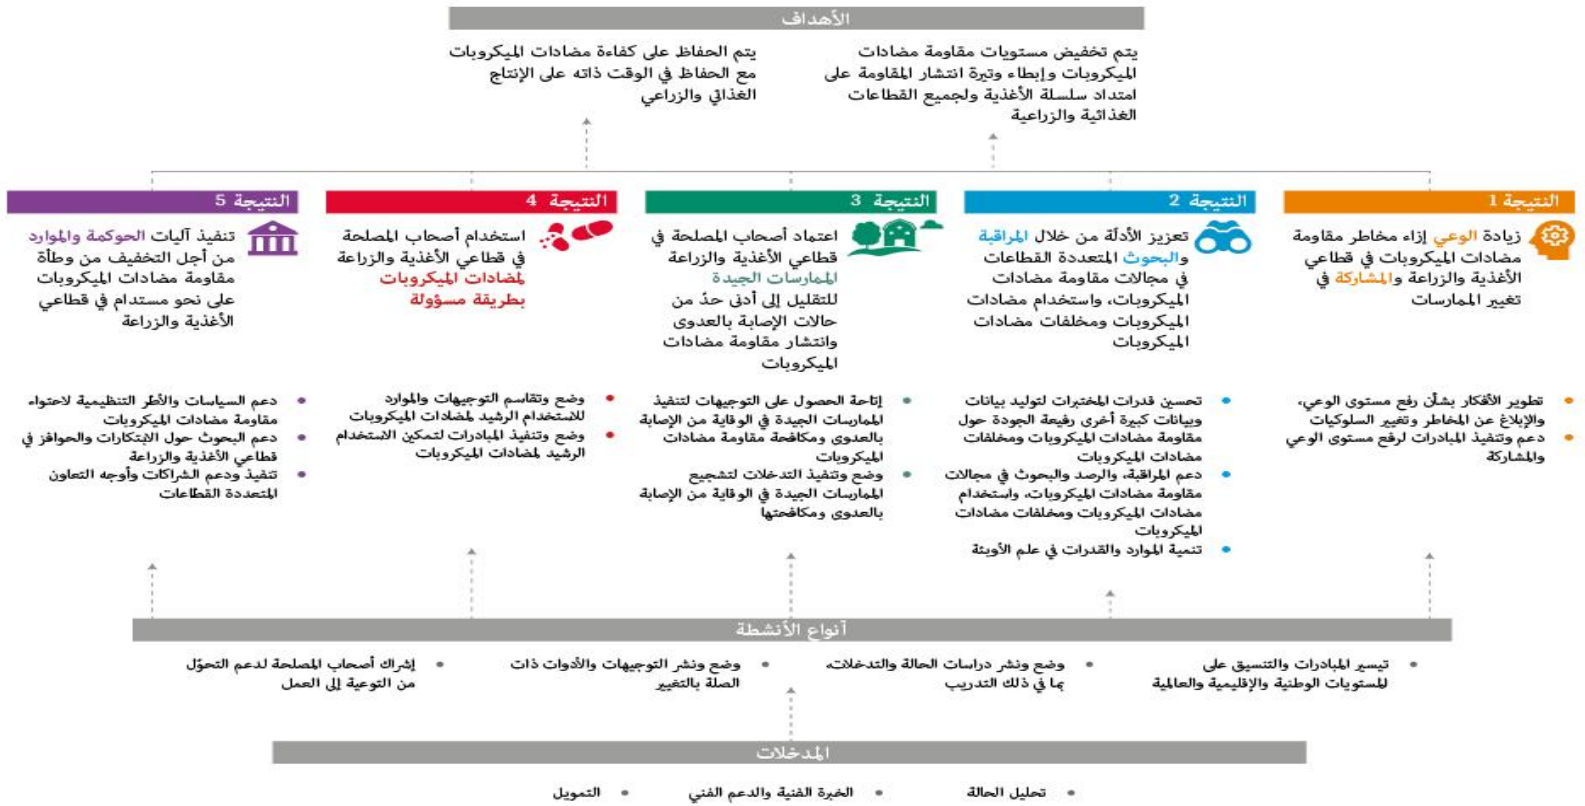 الأهداف
يتم تخفيض مستويات مقاومة مضادات
الميكروبات وإبطاء وتيرة انتشار المقاومة على
امتداد سلسلة الأغذية ولجميع القطاعات
الغذائية والزراعية
يتم الحفاظ على كفاءة مضادات الميكروبات
مع الحفاظ في الوقت ذاته على الإنتاج
الغذائي والزراعي
النتيجة 1
زيادة الوعي إزاء مخاطر مقاومة
مضادات الميكروبات في قطاعي
الأغذية والزراعة والمشاركة في
تغيير الممارسات
• تطوير الأفكار بشأن رفع مستوى الوعي،
والإبلاغ عن المخاطر وتغيير السلوكيات
• دعم وتنفيذ المبادرات لرفع مستوى الوعي
والمشاركة
النتيجة 2
تعزيز الأدلّة من خلال المراقبة
والبحوث المتعددة القطاعات
في مجالات مقاومة مضادات
الميكروبات، واستخدام مضادات
الميكروبات ومخلفات مضادات
الميكروبات
• تحسين قدرات المختبرات لتوليد بيانات
وبيانات كبيرة أخرى رفيعة الجودة حول
مقاومة مضادات الميكروبات ومخلفات
مضادات الميكروبات
• دعم المراقبة، والرصد والبحوث في مجالات
مقاومة مضادات الميكروبات، واستخدام
مضادات الميكروبات ومخلفات مضادات
الميكروبات
• تنمية الموارد والقدرات في علم الأوبئة
النتيجة 3
اعتماد أصحاب المصلحة في
قطاعي الأغذية والزراعة
الممارسات الجيدة
للتقليل إلى أدنى حدّ من
حالات الإصابة بالعدوى
وانتشار مقاومة مضادات
الميكروبات
• إتاحة الحصول على التوجيهات لتنفيذ
الممارسات الجيدة في الوقاية من الإصابة
بالعدوى ومكافحة مقاومة مضادات
الميكروبات
• وضع وتنفيذ التدخلات لتشجيع
الممارسات الجيدة في الوقاية من الإصابة
بالعدوى ومكافحتها
النتيجة 4
استخدام أصحاب المصلحة
في قطاعي الأغذية والزراعة
لمضادات الميكروبات
بطريقة مسؤولة
• وضع وتقاسم التوجيهات والموارد
للاستخدام الرشيد لمضادات الميكروبات
• وضع وتنفيذ المبادرات لتمكين الاستخدام
الرشيد لمضادات الميكروبات
النتيجة 5
تنفيذ آليات الحوكمة والموارد
من أجل التخفيف من وطأة
مقاومة مضادات الميكروبات
على نحو مستدام في قطاعي
الأغذية والزراعة
• دعم السياسات والأطر التنظيمية لاحتواء
مقاومة مضادات الميكروبات
• دعم البحوث حول الابتكارات والحوافز في
قطاعي الأغذية والزراعة
• تنفيذ ودعم الشراكات وأوجه التعاون
المتعددة القطاعات
أنواع الأنشطة
• تيسير المبادرات والتنسيق على
المستويات الوطنية والإقليمية والعالمية
• وضع ونشر دراسات الحالة والتدخلات،
بما في ذلك التدريب
• وضع ونشر التوجيهات والأدوات ذات
الصلة بالتغيير
• إشراك أصحاب المصلحة لدعم التحوّل
من التوعية إلى العمل
المدخلات
• تحليل الحالة
• الخبرة الفنية والدعم الفني
• التمويل